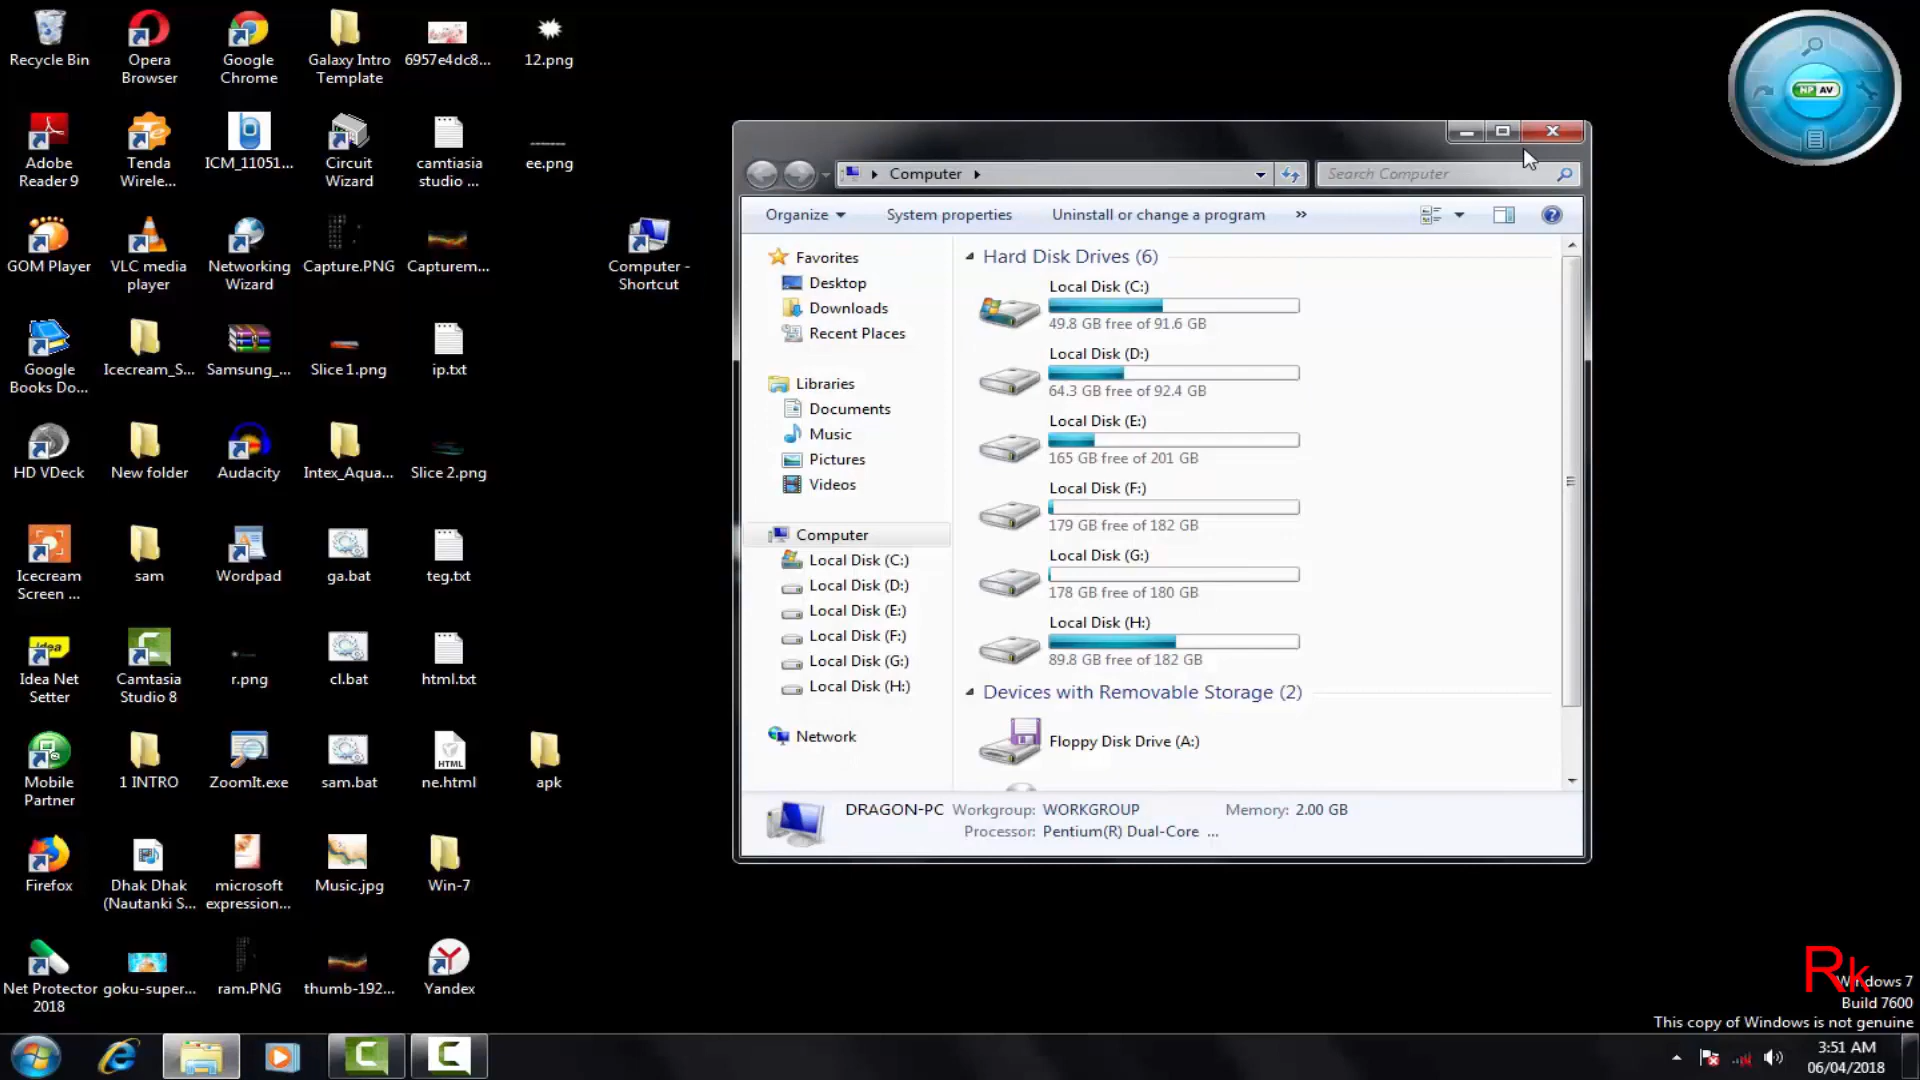 Recycle Bin
Opera
Browser
Google
Chrome
Galaxy Intro
Template
6957e4dc8...
12.png
Adobe
Reader 9
Tenda
Wirele...
ICM_11051...
Circuit
Wizard
camtiasia
studio ...
ee.png
GOM Player
VLC media
player
Networking
Wizard
Capture.PNG
Capturem...
Computer -
Shortcut
Google
Books Do...
Icecream_S...
Samsung_...
Slice 1.png
ip.txt
HD VDeck
New folder
Audacity
Intex_Aqua...
Slice 2.png
Icecream
Screen ...
sam
Wordpad
ga.bat
teg.txt
Idea Net
Setter
Camtasia
Studio 8
r.png
cl.bat
html.txt
Mobile
Partner
1 INTRO
ZoomIt.exe
sam.bat
ne.html
apk
Firefox
Dhak Dhak
(Nautanki S...
microsoft
expression...
Music.jpg
Win-7
Net Protector
2018
goku-super...
ram.PNG
thumb-192...
Yandex
idea
HTML
NP AV
Computer
Search Computer
Organize
System properties
Uninstall or change a program
»
Favorites
Desktop
Downloads
Recent Places
Libraries
Documents
Music
Pictures
Videos
Computer
Local Disk (C:)
Local Disk (D:)
Local Disk (E:)
Local Disk (F:)
Local Disk (G:)
Local Disk (H:)
Network
Hard Disk Drives (6)
Local Disk (C:)
49.8 GB free of 91.6 GB
Local Disk (D:)
64.3 GB free of 92.4 GB
Local Disk (E:)
165 GB free of 201 GB
Local Disk (F:)
179 GB free of 182 GB
Local Disk (G:)
178 GB free of 180 GB
Local Disk (H:)
89.8 GB free of 182 GB
Devices with Removable Storage (2)
Floppy Disk Drive (A:)
DRAGON-PC Workgroup: WORKGROUP Memory: 2.00 GB
Processor: Pentium(R) Dual-Core ...
Rk
Windows 7
Build 7600
This copy of Windows is not genuine
3:51 AM
06/04/2018